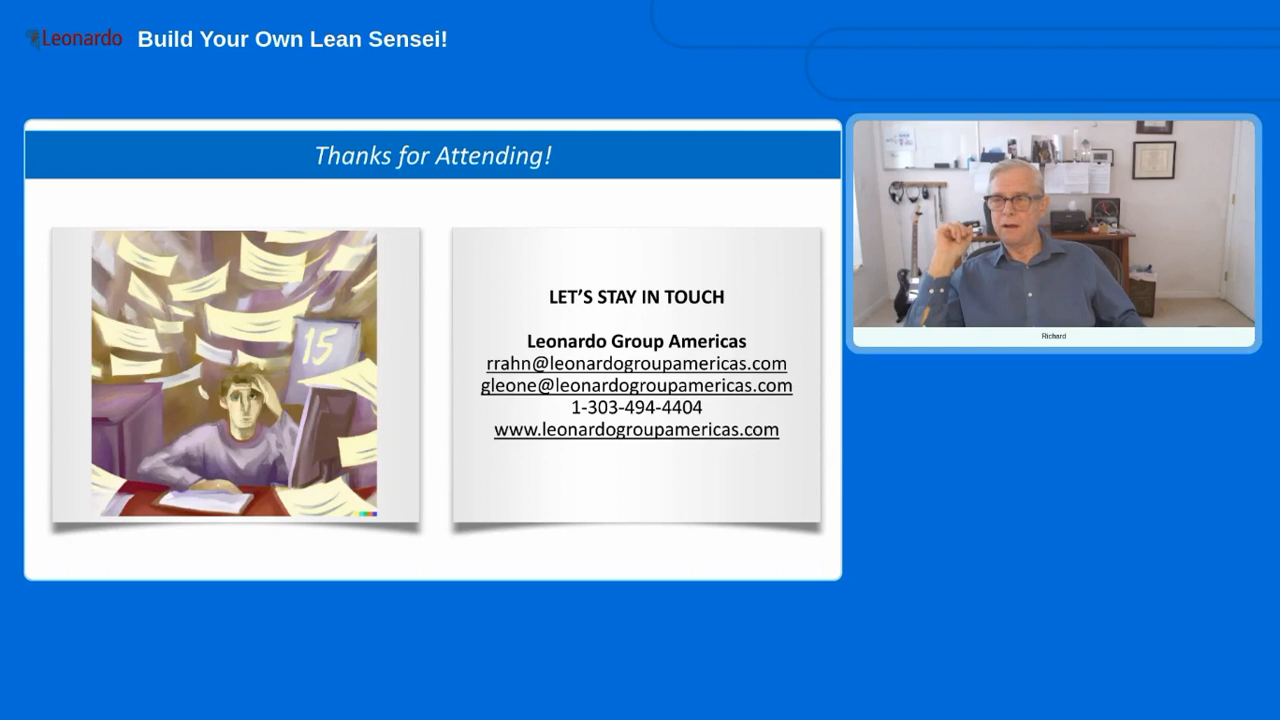 Leonardo
Build Your Own Lean Sensei!
Thanks for Attending!
15
LET'S STAY IN TOUCH
Leonardo Group Americas
rrahn@leonardogroupamericas.com
gleone@leonardogroupamericas.com
1-303-494-4404
www.leonardogroupamericas.com
Richard